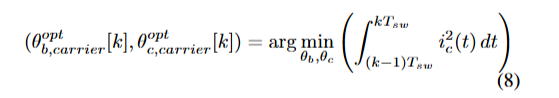 (θ^{opt}_{b,carrier}[k], θ^{opt}_{c,carrier}[k]) = arg min_{θ_b,θ_c} ( ∫_{(k−1)T_{sw}}^{kT_{sw}} i_c^2(t) dt )
(8)